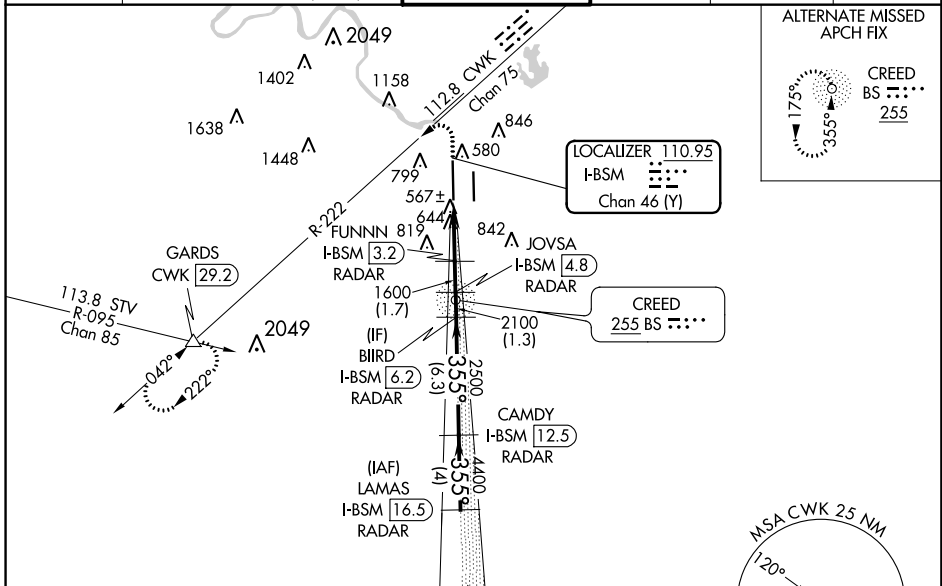 ALTERNATE MISSED
APCH FIX
CREED
BS
255
175°
355°
2049
1402
1158
1638
1448
112.8 CWK
Chan 75
846
580
799
567±
644
819
842
LOCALIZER 110.95
I-BSM
Chan 46 (Y)
R-222
FUNNN
I-BSM 3.2
RADAR
JOVSA
I-BSM 4.8
RADAR
GARDS
CWK 29.2
113.8 STV
R-095
Chan 85
2049
042°
222°
1600
(1.7)
2100
(1.3)
CREED
255 BS
(IF)
BIIRD
I-BSM 6.2
RADAR
355°
2500
(6.3)
CAMDY
I-BSM 12.5
RADAR
355°
4400
(4)
(IAF)
LAMAS
I-BSM 16.5
RADAR
MSA CWK 25 NM
120°